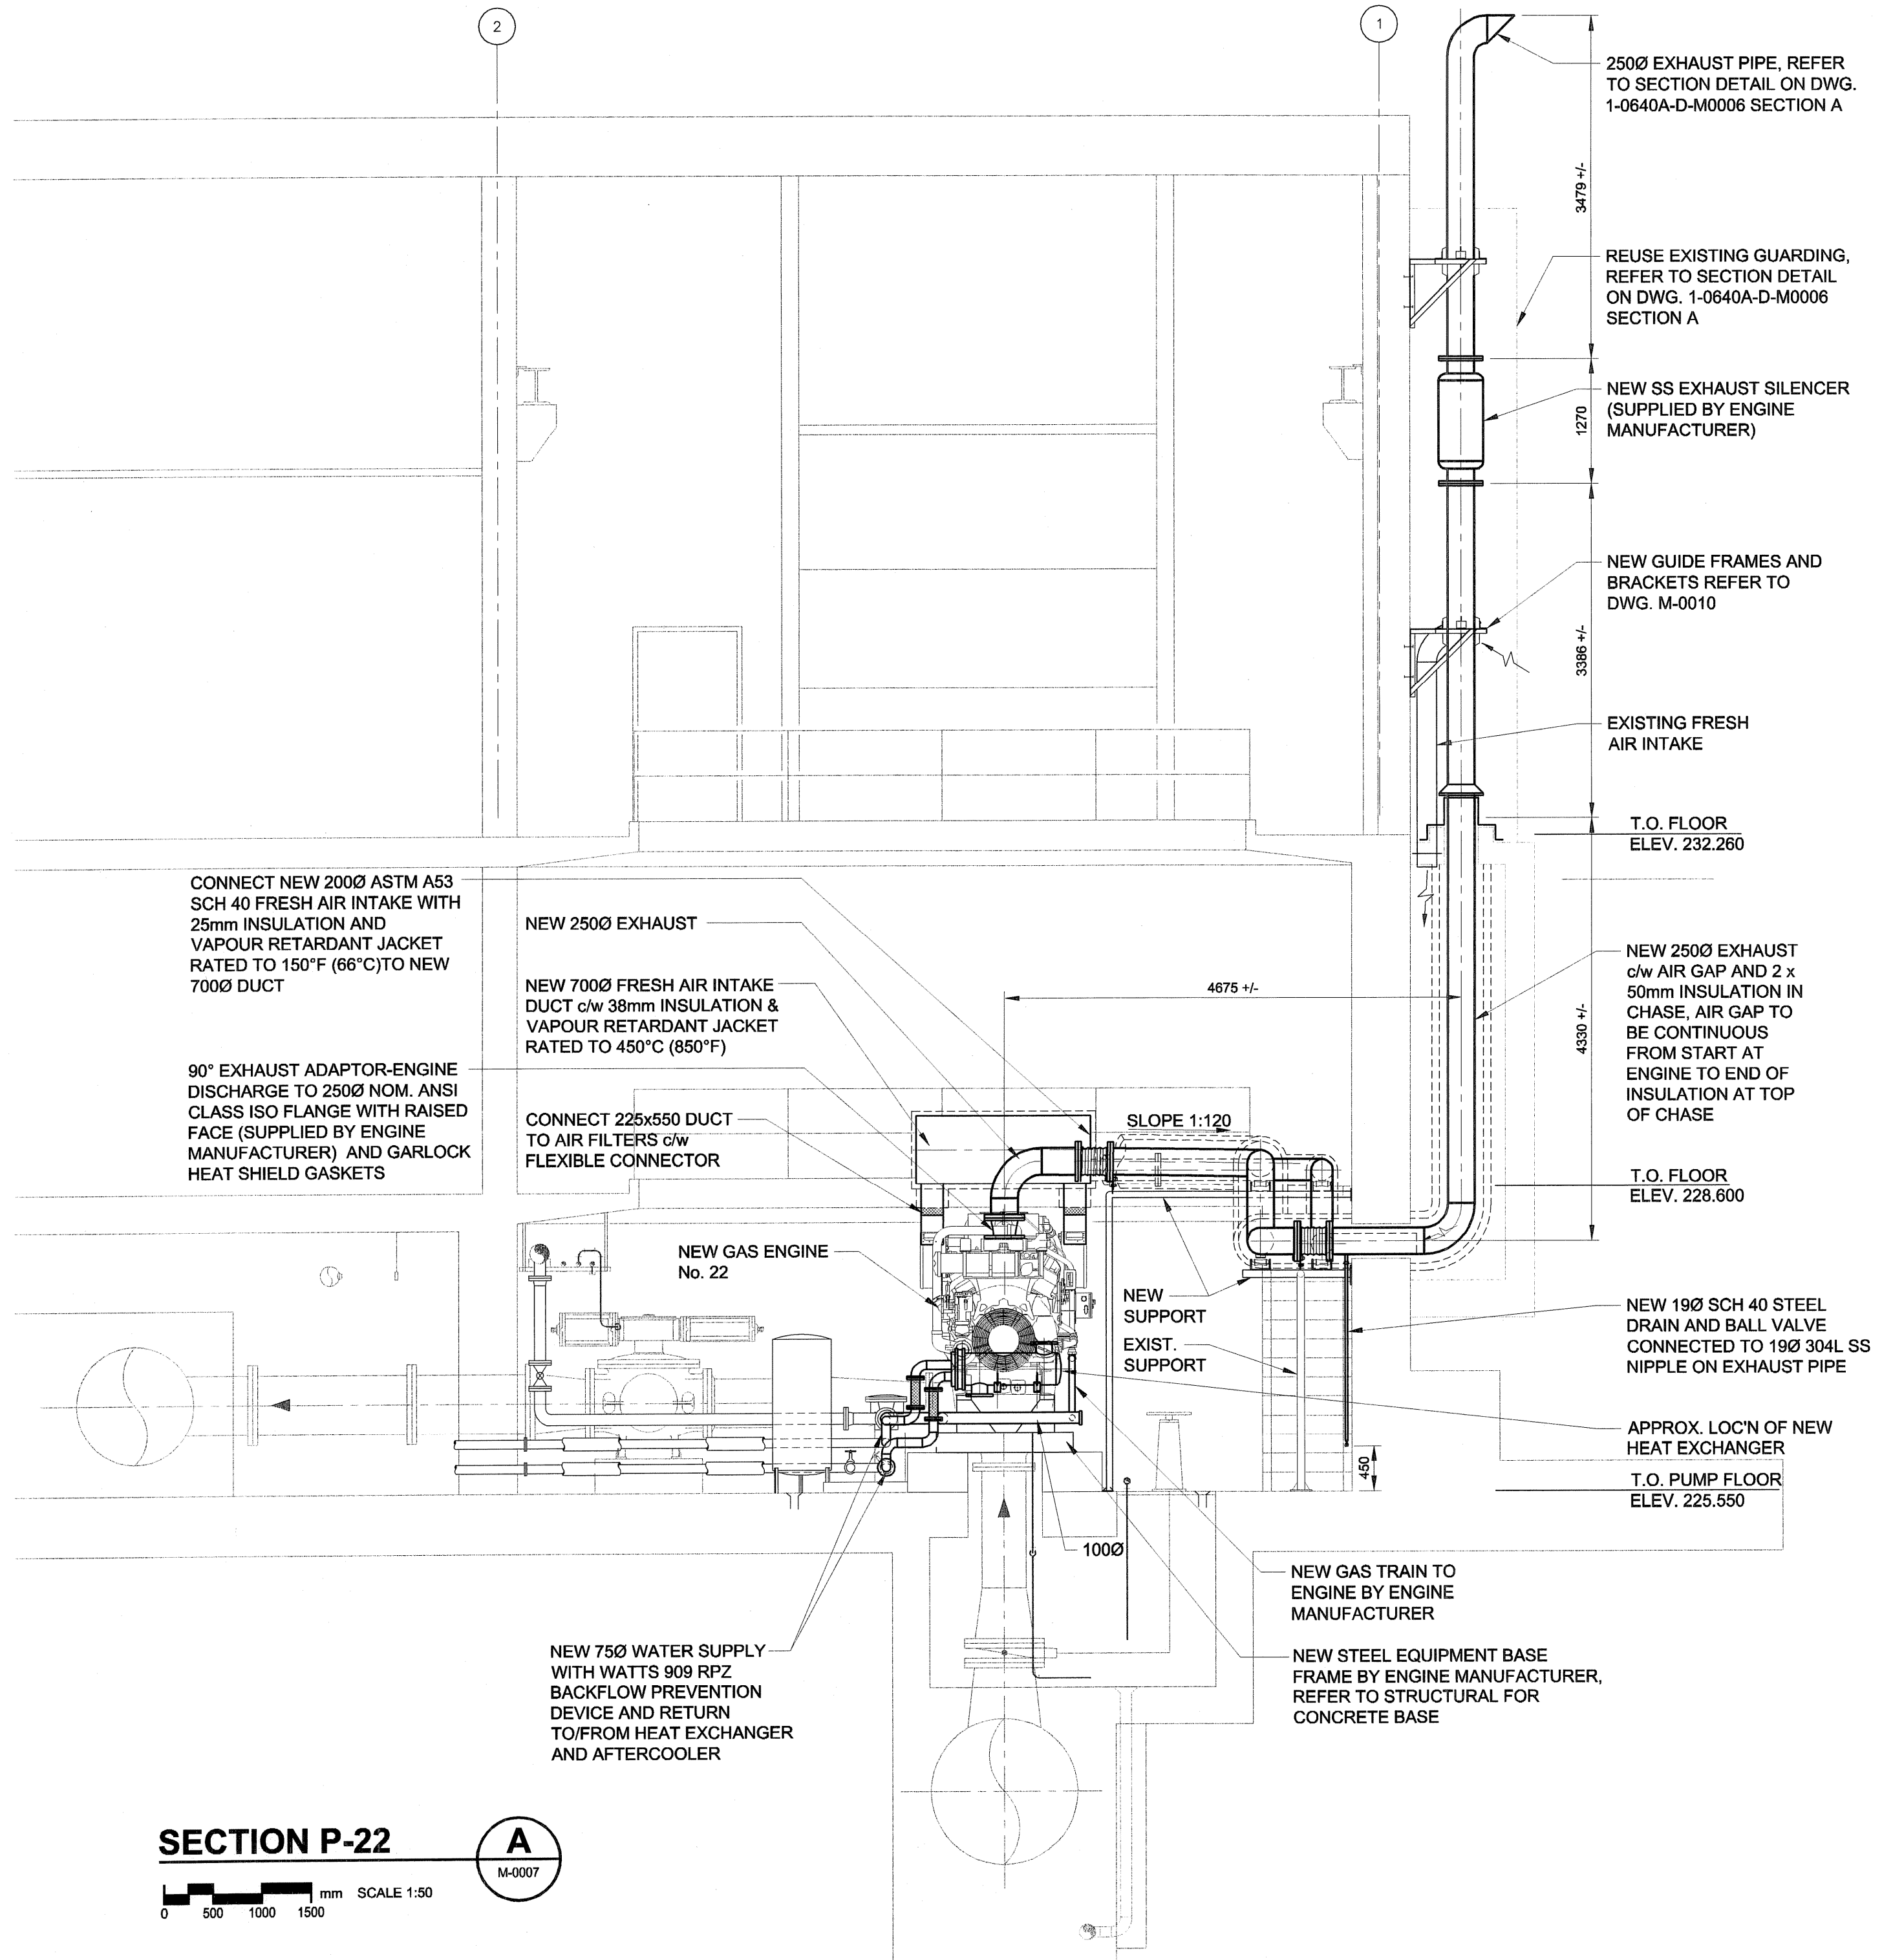 2
1
250Ø EXHAUST PIPE, REFER
TO SECTION DETAIL ON DWG.
1-0640A-D-M0006 SECTION A
3479 +/-
REUSE EXISTING GUARDING,
REFER TO SECTION DETAIL
ON DWG. 1-0640A-D-M0006
SECTION A
1270
NEW SS EXHAUST SILENCER
(SUPPLIED BY ENGINE
MANUFACTURER)
NEW GUIDE FRAMES AND
BRACKETS REFER TO
DWG. M-0010
3386 +/-
EXISTING FRESH
AIR INTAKE
T.O. FLOOR
ELEV. 232.260
CONNECT NEW 200Ø ASTM A53
SCH 40 FRESH AIR INTAKE WITH
25mm INSULATION AND
VAPOUR RETARDANT JACKET
RATED TO 150°F (66°C)TO NEW
700Ø DUCT
NEW 250Ø EXHAUST
NEW 700Ø FRESH AIR INTAKE
DUCT c/w 38mm INSULATION &
VAPOUR RETARDANT JACKET
RATED TO 450°C (850°F)
4675 +/-
NEW 250Ø EXHAUST
c/w AIR GAP AND 2 x
50mm INSULATION IN
CHASE, AIR GAP TO
BE CONTINUOUS
FROM START AT
ENGINE TO END OF
INSULATION AT TOP
OF CHASE
4330 +/-
90° EXHAUST ADAPTOR-ENGINE
DISCHARGE TO 250Ø NOM. ANSI
CLASS ISO FLANGE WITH RAISED
FACE (SUPPLIED BY ENGINE
MANUFACTURER) AND GARLOCK
HEAT SHIELD GASKETS
CONNECT 225x550 DUCT
TO AIR FILTERS c/w
FLEXIBLE CONNECTOR
SLOPE 1:120
T.O. FLOOR
ELEV. 228.600
NEW GAS ENGINE
No. 22
NEW
SUPPORT
EXIST.
SUPPORT
NEW 19Ø SCH 40 STEEL
DRAIN AND BALL VALVE
CONNECTED TO 19Ø 304L SS
NIPPLE ON EXHAUST PIPE
APPROX. LOC'N OF NEW
HEAT EXCHANGER
450
T.O. PUMP FLOOR
ELEV. 225.550
100Ø
NEW GAS TRAIN TO
ENGINE BY ENGINE
MANUFACTURER
NEW 75Ø WATER SUPPLY
WITH WATTS 909 RPZ
BACKFLOW PREVENTION
DEVICE AND RETURN
TO/FROM HEAT EXCHANGER
AND AFTERCOOLER
NEW STEEL EQUIPMENT BASE
FRAME BY ENGINE MANUFACTURER,
REFER TO STRUCTURAL FOR
CONCRETE BASE
SECTION P-22
A
M-0007
mm SCALE 1:50
0 500 1000 1500